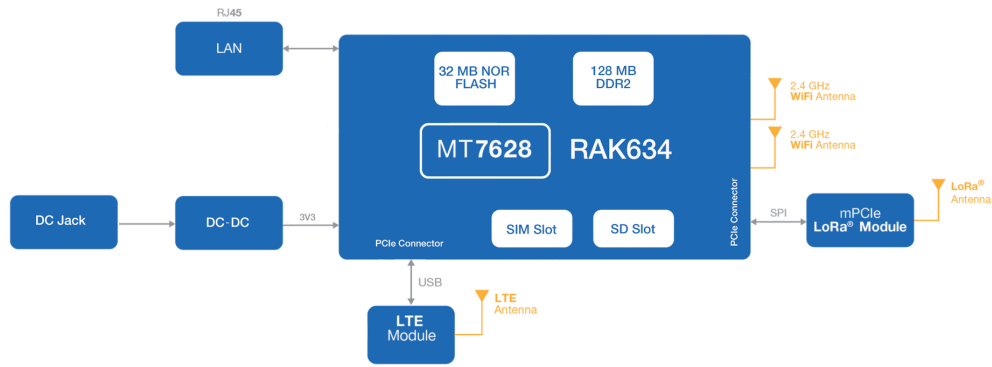 RJ45
LAN
32 MB NOR
FLASH
128 MB
DDR2
2.4 GHz
WiFi Antenna
MT7628
RAK634
2.4 GHz
WiFi Antenna
PCIe Connector
LoRa®
Antenna
DC Jack
DC-DC
3V3
SPI
mPCIe
LoRa® Module
SIM Slot
SD Slot
PCIe Connector
USB
LTE
Antenna
LTE
Module